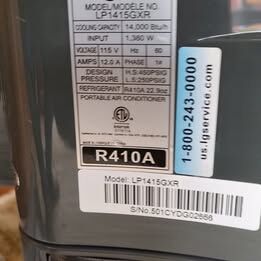 MODEL/MODÈLE NO.
LP1415GXR
COOLING CAPACITY 14,000 Btu/h
INPUT 1,360 W
VOLTAGE 115 V Hz 60
AMPS 12.0 A PHASE 1ø
DESIGN PRESSURE H.S:450PSIG
L.S:250PSIG
REFRIGERANT R410A 22.9oz
PORTABLE AIR CONDITIONER
R410A
1-800-243-0000
us.lgservice.com
Model: LP1415GXR
S/No.501CYDG02666